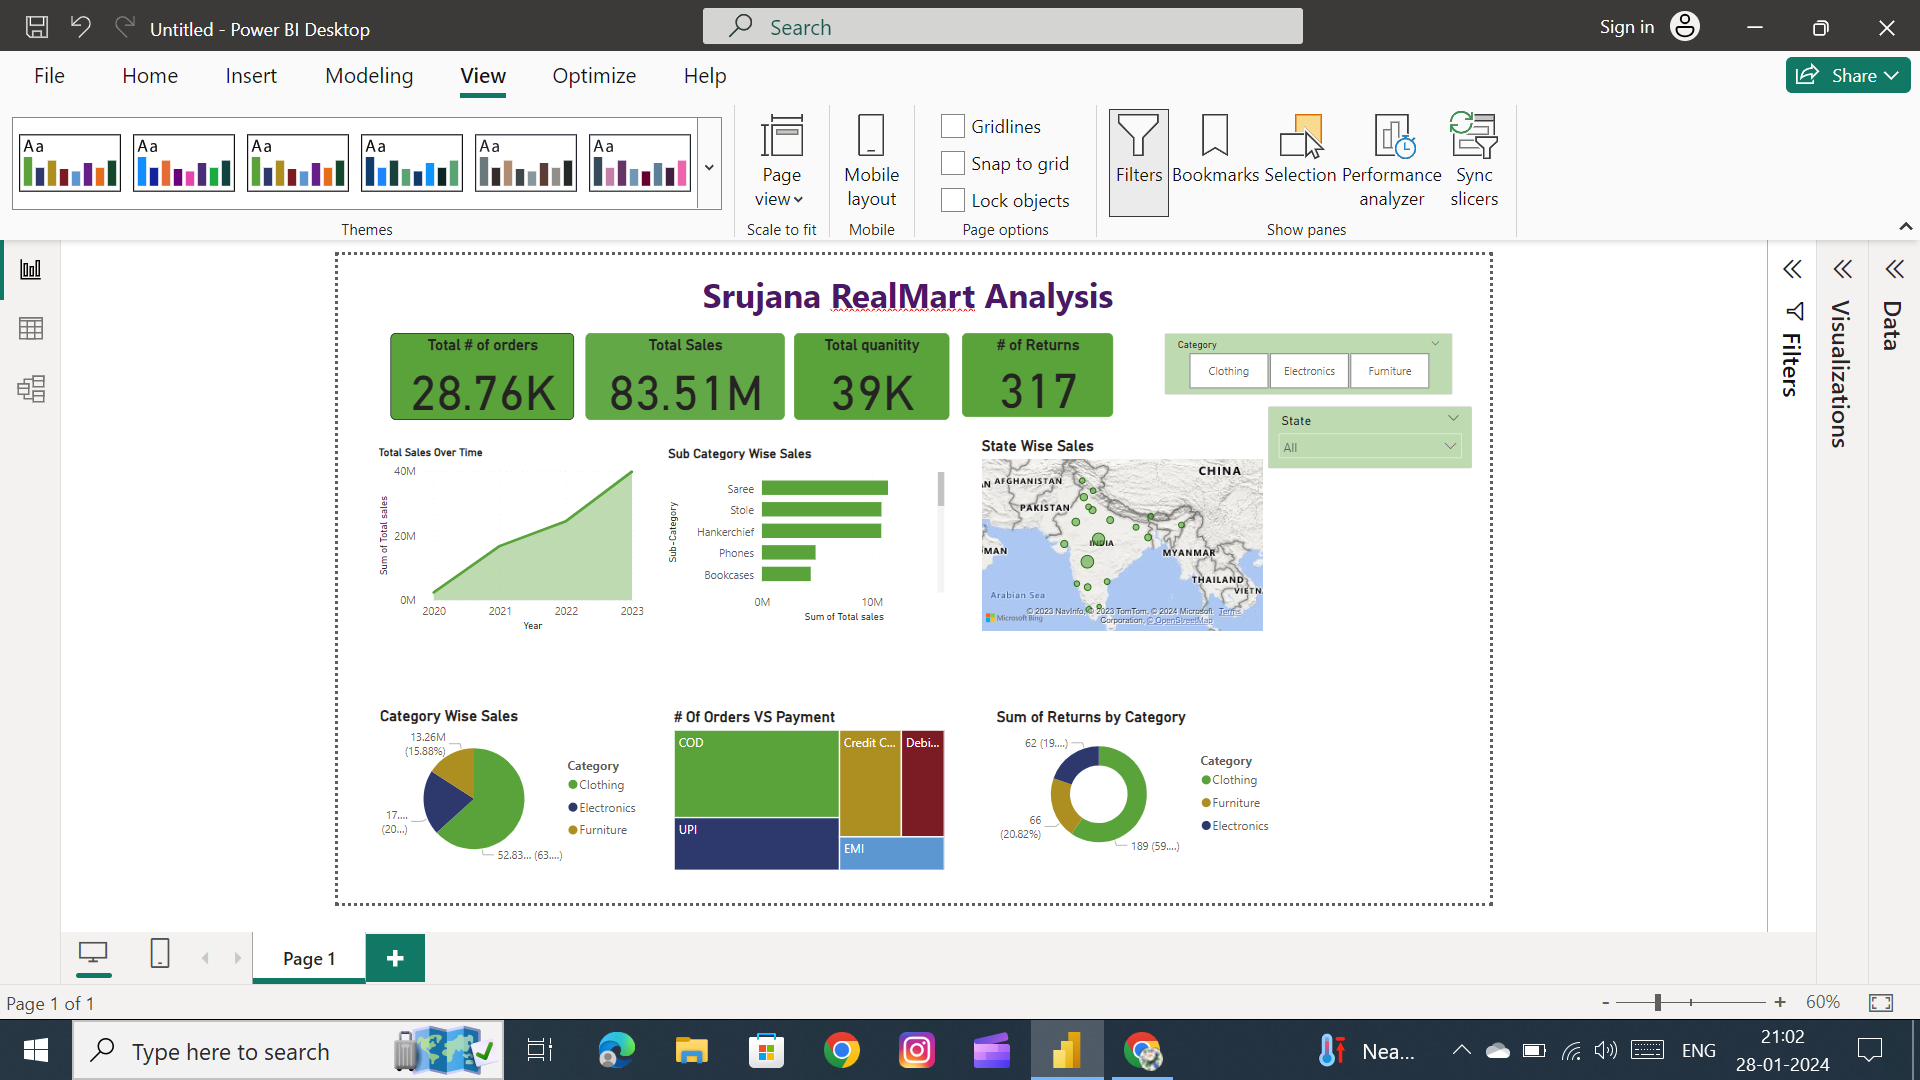 Untitled - Power BI Desktop
Search
Sign in
File
Home
Insert
Modeling
View
Optimize
Help
Share
Aa
Aa
Aa
Aa
Aa
Aa
Themes
Page
view
Scale to fit
Mobile
layout
Mobile
Gridlines
Snap to grid
Lock objects
Page options
Filters
Bookmarks
Selection
Performance
analyzer
Sync
slicers
Show panes
Srujana RealMart Analysis
Total # of orders
28.76K
Total Sales
83.51M
Total quanitity
39K
# of Returns
317
Category
Clothing
Electronics
Furniture
State
All
Total Sales Over Time
Sum of Total sales
40M
20M
0M
2020
2021
2022
2023
Year
Sub Category Wise Sales
Sub-Category
Saree
Stole
Hankerchief
Phones
Bookcases
0M
10M
Sum of Total sales
State Wise Sales
CHINA
AN AFGHANISTAN
PAKISTAN
MAN
INDIA
MYANMAR
THAILAND
VIETN
Arabian Sea
Microsoft Bing
© 2023 NavInfo, © 2023 TomTom, © 2024 Microsoft Terms
Corporation, © OpenStreetMap
Category Wise Sales
13.26M
(15.88%)
17....
(20...)
52.83... (63....)
Category
Clothing
Electronics
Furniture
# Of Orders VS Payment
COD
UPI
Credit C...
Debi...
EMI
Sum of Returns by Category
62 (19....)
66
(20.82%)
189 (59....)
Category
Clothing
Furniture
Electronics
Filters
Visualizations
Data
Page 1
Page 1 of 1
- + 60%
Type here to search
Nea...
ENG
21:02
28-01-2024